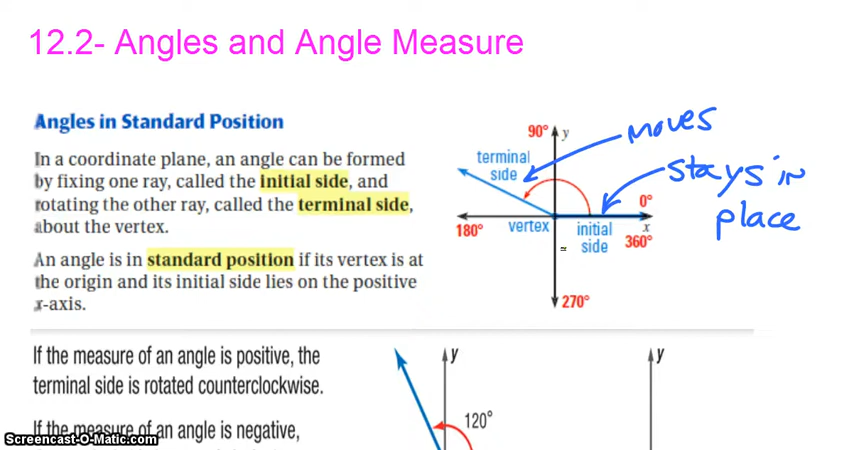 12.2- Angles and Angle Measure
Angles in Standard Position
In a coordinate plane, an angle can be formed
by fixing one ray, called the initial side, and
rotating the other ray, called the terminal side,
about the vertex.
An angle is in standard position if its vertex is at
the origin and its initial side lies on the positive
x-axis.
moves
stays in
place
90°
y
terminal
side
0°
x
180°
vertex
initial
side
360°
270°
If the measure of an angle is positive, the
terminal side is rotated counterclockwise.
If the measure of an angle is negative,
y
120°
y
Screencast-O-Matic.com